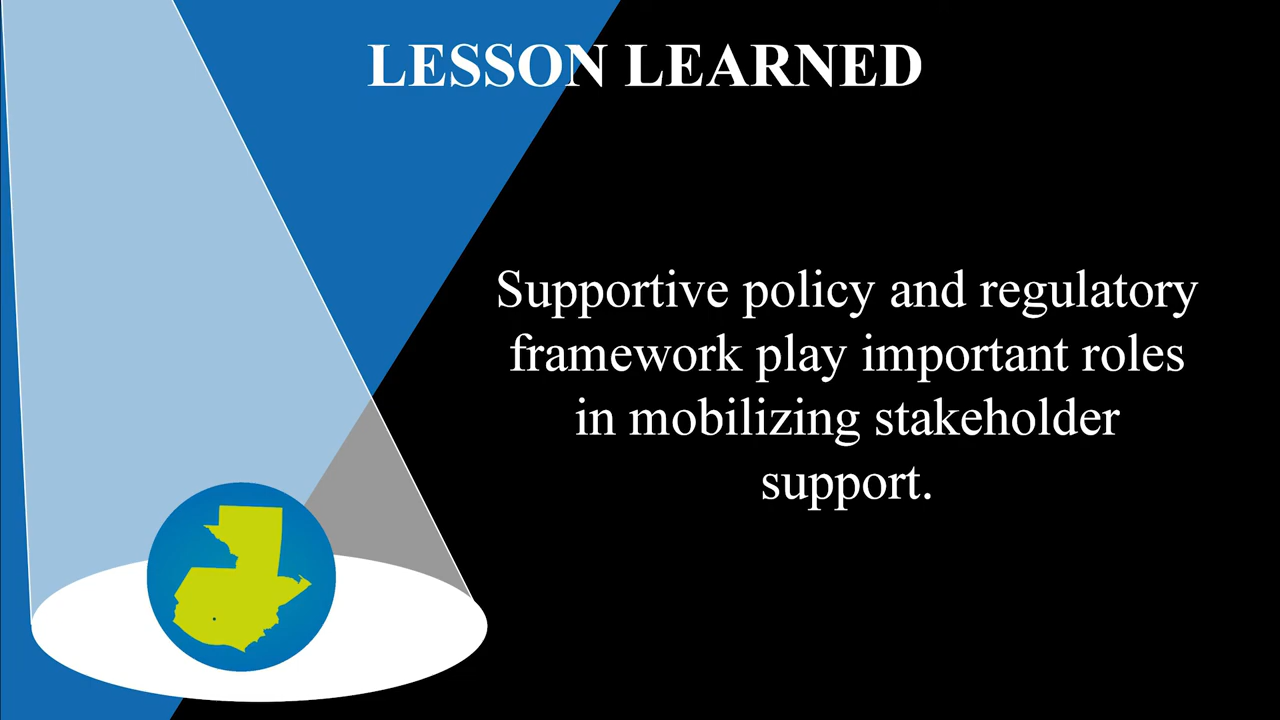 LESSON LEARNED
Supportive policy and regulatory
framework play important roles
in mobilizing stakeholder
support.